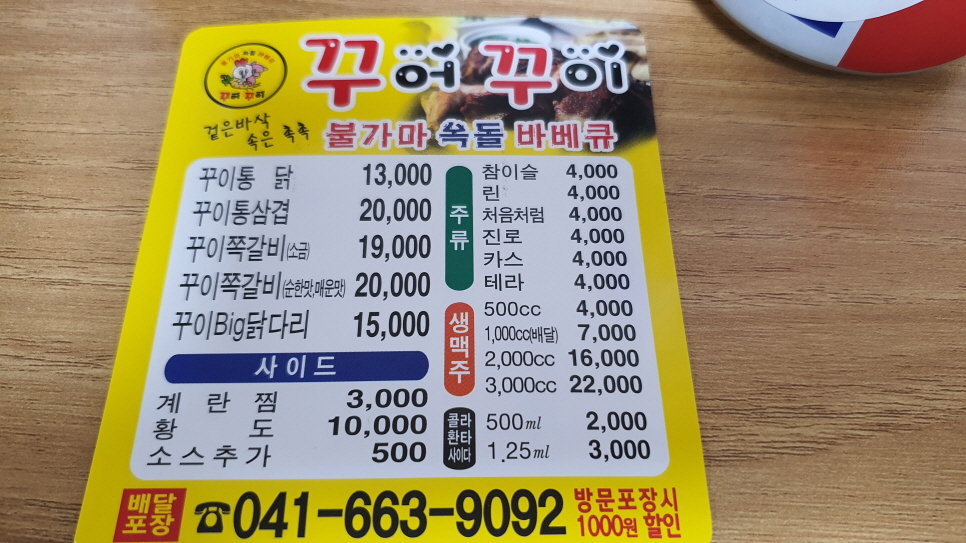 꾸어 꾸이
겉은바삭
속은 촉촉
불가마 쏙돌 바베큐
꾸이통 닭 13,000
꾸이통삼겹 20,000
꾸이쪽갈비(소금) 19,000
꾸이쪽갈비(순한맛,매운맛) 20,000
꾸이Big닭다리 15,000
사이드
계란찜 3,000
황도 10,000
소스추가 500
주류
참이슬 4,000
린 4,000
처음처럼 4,000
진로 4,000
카스 4,000
테라 4,000
생맥주
500cc 4,000
1,000cc(배달) 7,000
2,000cc 16,000
3,000cc 22,000
콜라
환타
사이다
500ml 2,000
1.25ml 3,000
배달
포장
☎041-663-9092
방문포장시
1000원 할인